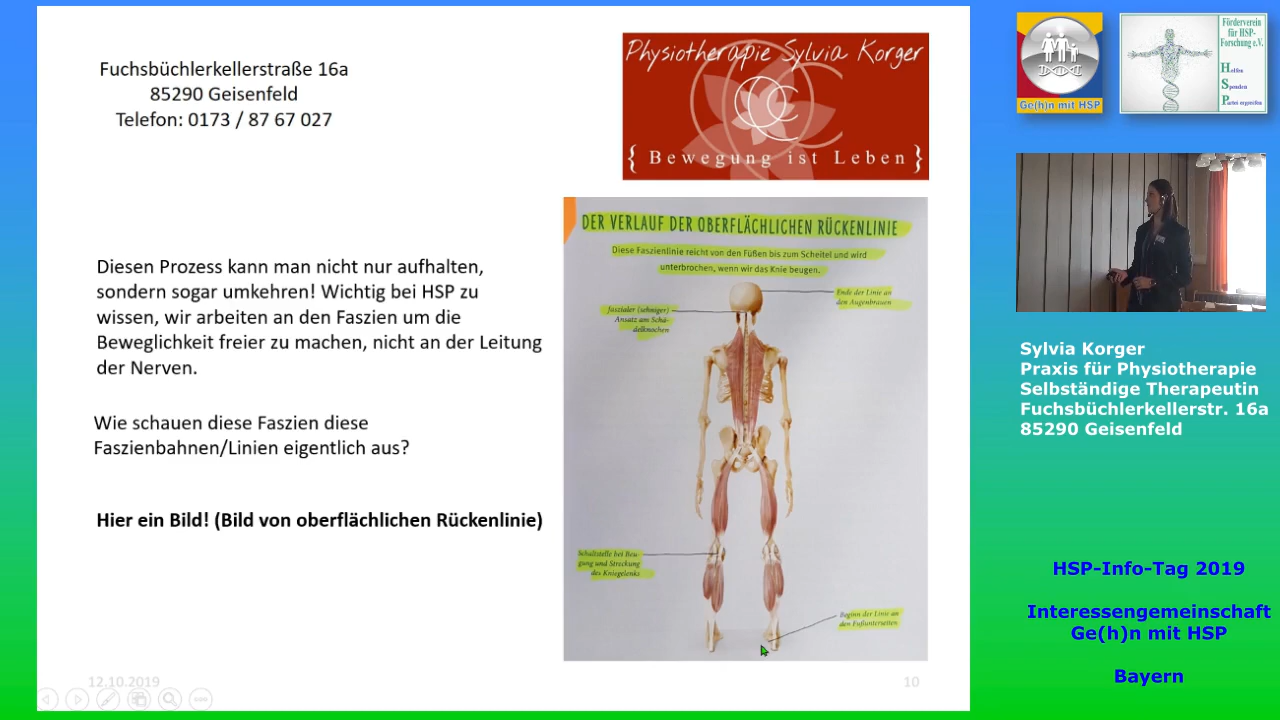 Fuchsbüchlerkellerstraße 16a
85290 Geisenfeld
Telefon: 0173 / 87 67 027
Physiotherapie Sylvia Korger
{ Bewegung ist Leben }
Diesen Prozess kann man nicht nur aufhalten,
sondern sogar umkehren! Wichtig bei HSP zu
wissen, wir arbeiten an den Faszien um die
Beweglichkeit freier zu machen, nicht an der Leitung
der Nerven.
Wie schauen diese Faszien diese
Faszienbahnen/Linien eigentlich aus?
Hier ein Bild! (Bild von oberflächlichen Rückenlinie)
DER VERLAUF DER OBERFLÄCHLICHEN RÜCKENLINIE
Diese Faszienlinie reicht von den Füßen bis zum Scheitel und wird
unterbrochen, wenn wir das Knie beugen.
Ende der Linie an
den Augenbrauen
Faszialer (sehniger)
Ansatz am Schä-
delknochen
Schaltstelle bei Beu-
gung und Streckung
des Kniegelenks
Beginn der Linie an
den Fußunterseiten
12.10.2019
10
Ge(h)n mit HSP
Förderverein
für HSP-
Forschung e.V.
Helfen
Spenden
Partei ergreifen
Sylvia Korger
Praxis für Physiotherapie
Selbständige Therapeutin
Fuchsbüchlerkellerstr. 16a
85290 Geisenfeld
HSP-Info-Tag 2019
Interessengemeinschaft
Ge(h)n mit HSP
Bayern